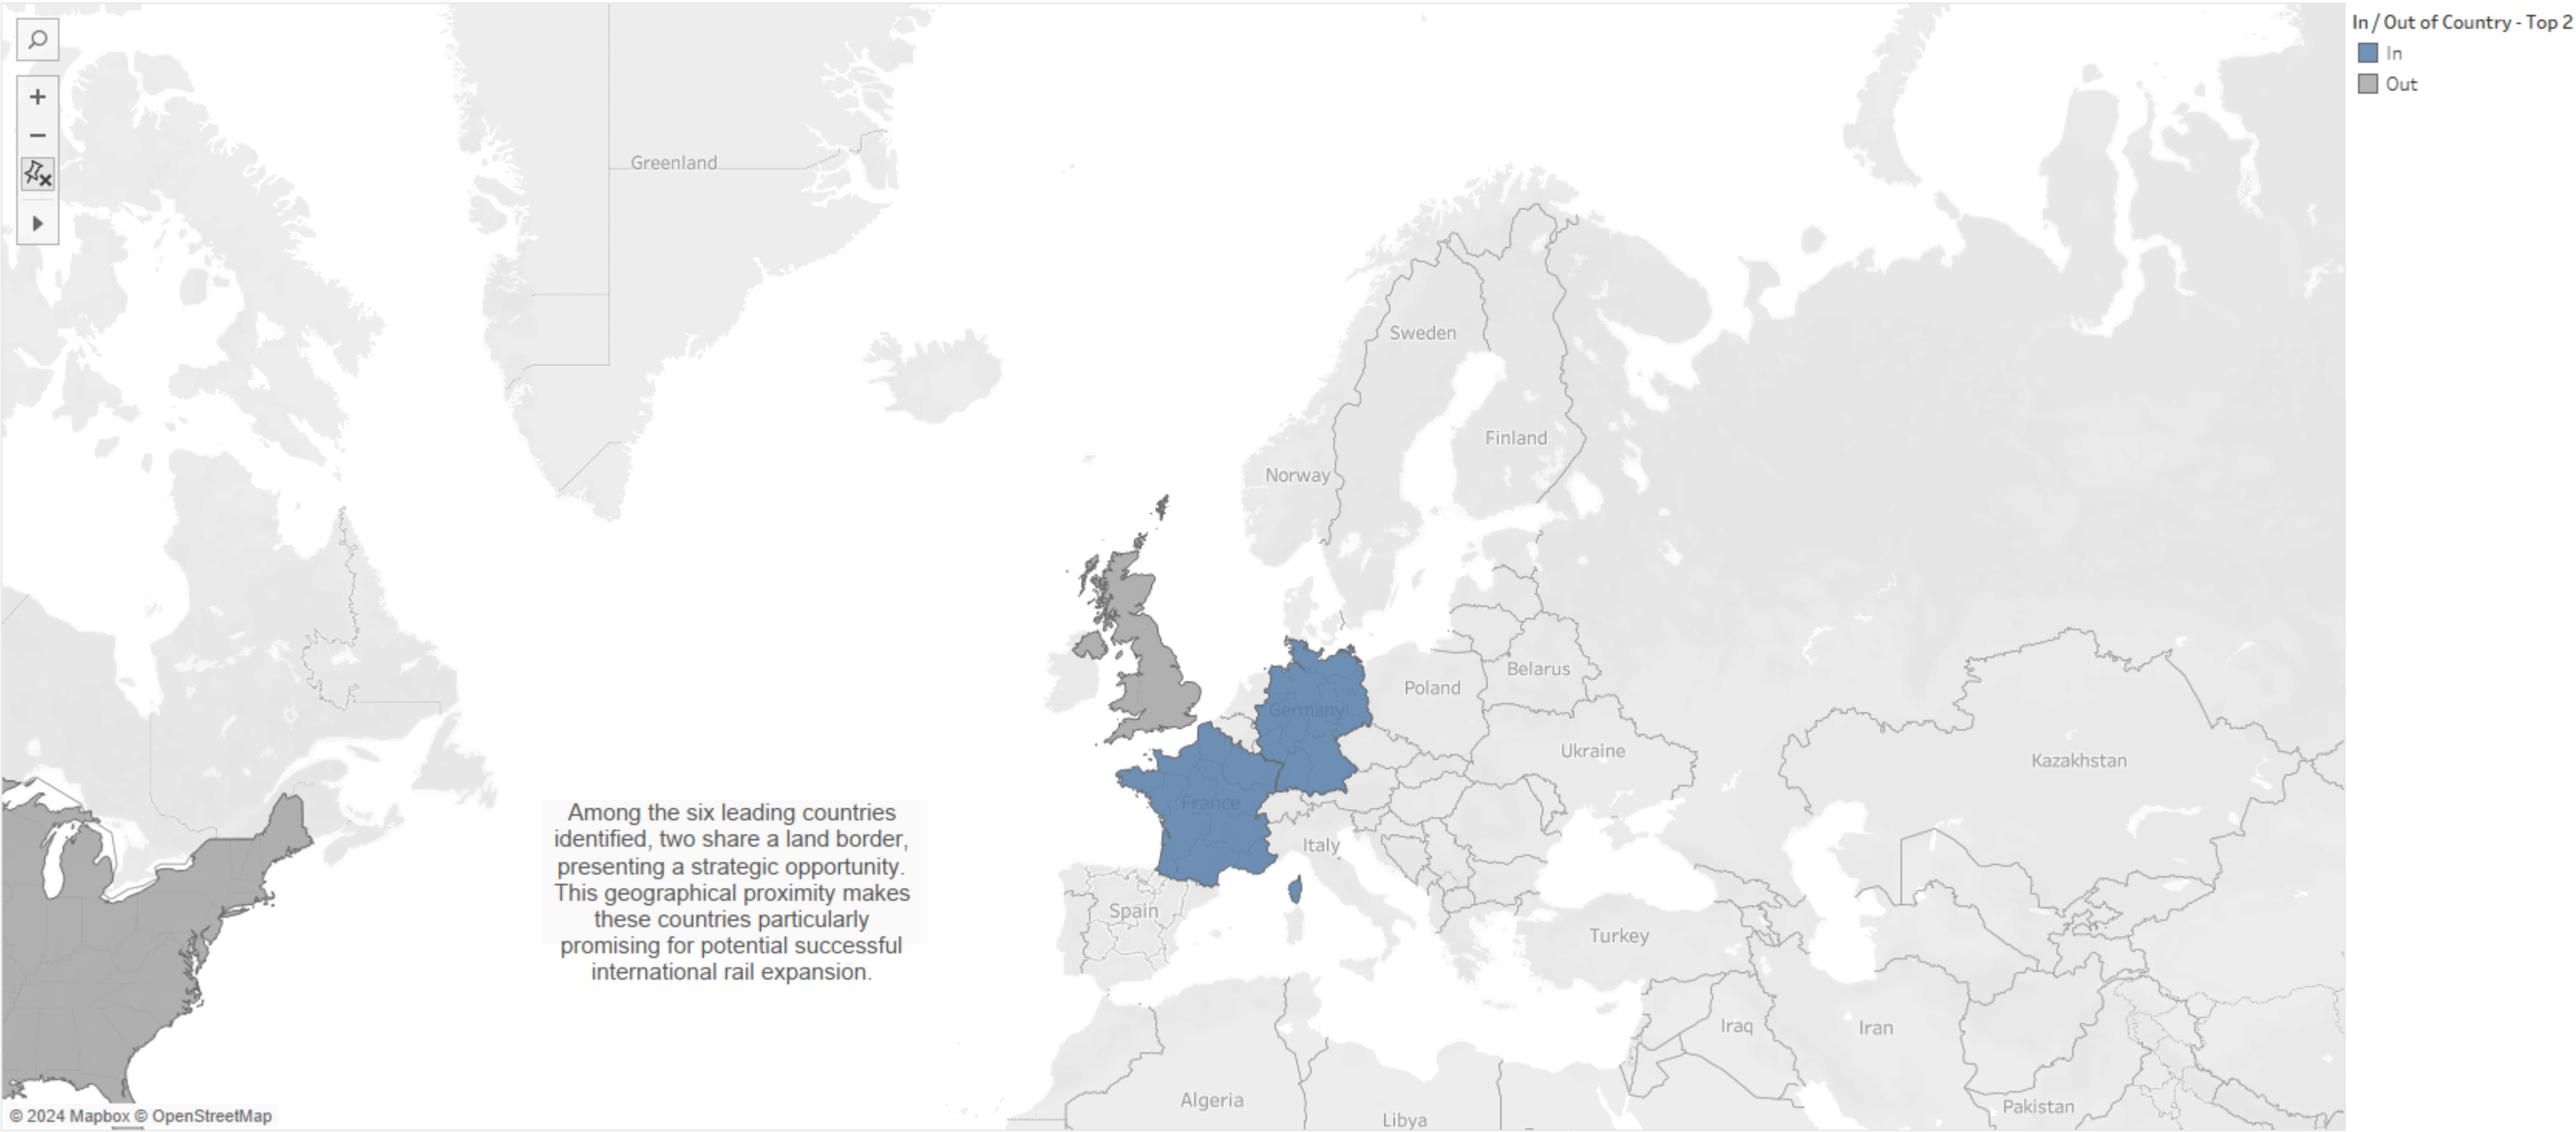 In / Out of Country - Top 2
In
Out
Greenland
Sweden
Finland
Norway
Belarus
Poland
Germany
Ukraine
Kazakhstan
France
Italy
Spain
Turkey
Iraq
Iran
Algeria
Libya
Pakistan
Among the six leading countries
identified, two share a land border,
presenting a strategic opportunity.
This geographical proximity makes
these countries particularly
promising for potential successful
international rail expansion.
© 2024 Mapbox © OpenStreetMap